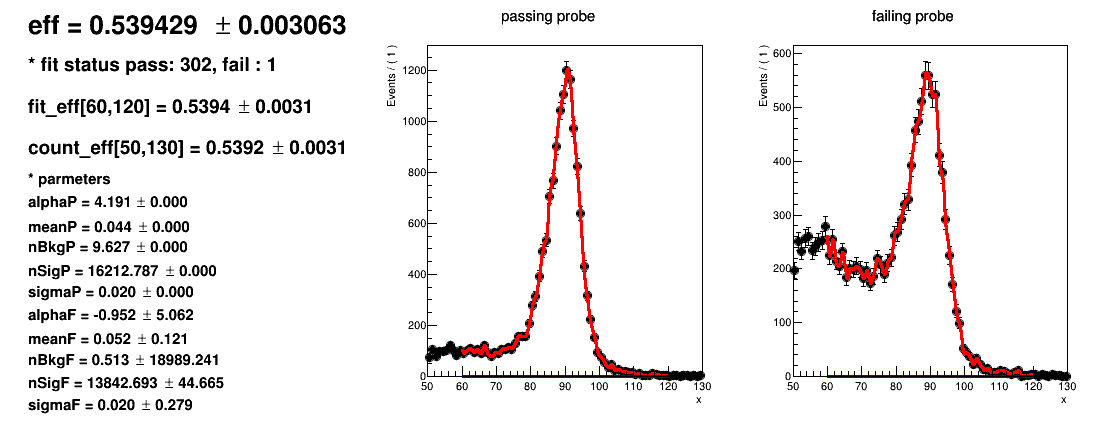 eff = 0.539429 ± 0.003063
* fit status pass: 302, fail : 1
fit_eff[60,120] = 0.5394 ± 0.0031
count_eff[50,130] = 0.5392 ± 0.0031
* parmeters
alphaP = 4.191 ± 0.000
meanP = 0.044 ± 0.000
nBkgP = 9.627 ± 0.000
nSigP = 16212.787 ± 0.000
sigmaP = 0.020 ± 0.000
alphaF = -0.952 ± 5.062
meanF = 0.052 ± 0.121
nBkgF = 0.513 ± 18989.241
nSigF = 13842.693 ± 44.665
sigmaF = 0.020 ± 0.279
passing probe
Events / ( 1 )
1200
1000
800
600
400
200
0
50 60 70 80 90 100 110 120 130
x
failing probe
Events / ( 1 )
600
500
400
300
200
100
0
50 60 70 80 90 100 110 120 130
x